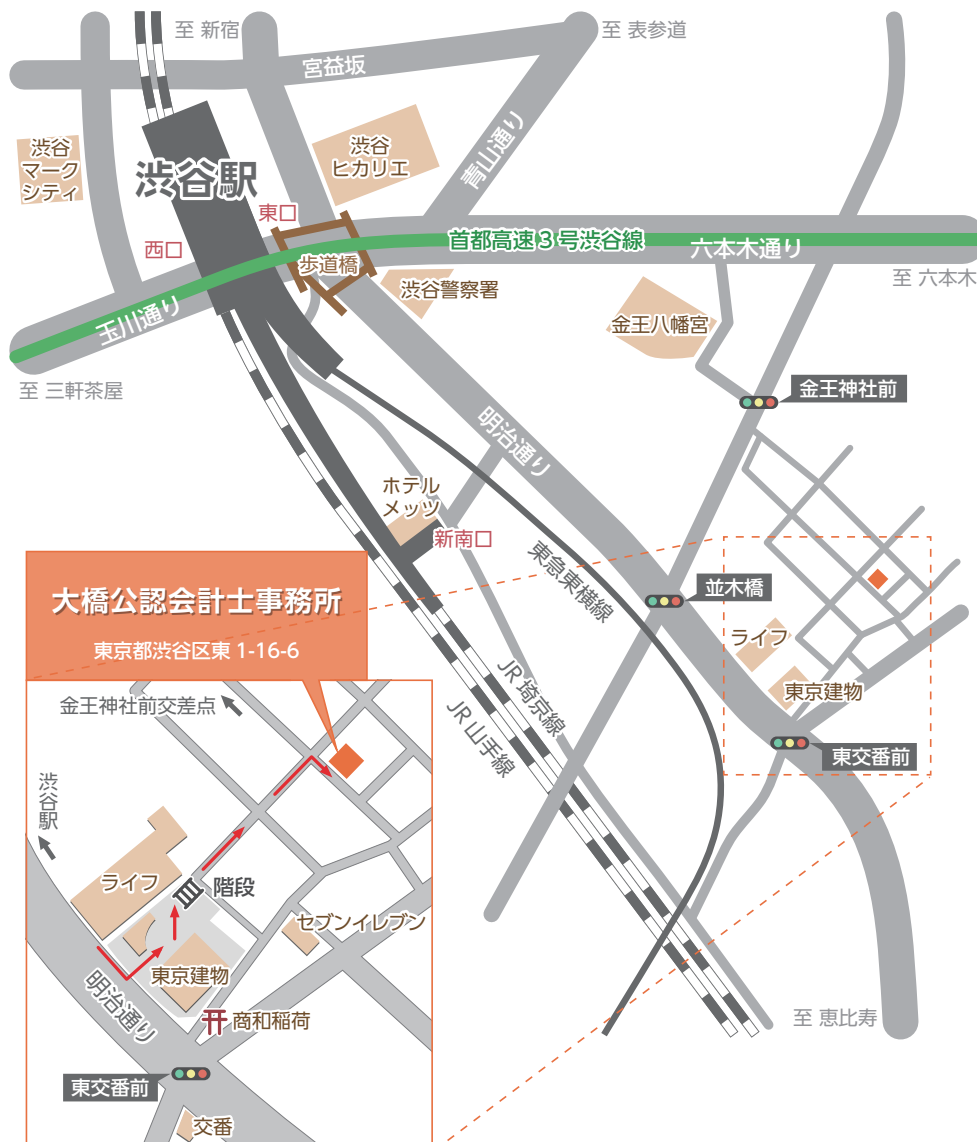 至 新宿
至 表参道
宮益坂
渋谷
マーク
シティ
渋谷駅
渋谷
ヒカリエ
青山通り
東口
西口
首都高速 3 号渋谷線
六本木通り
歩道橋
渋谷警察署
至 六本木
玉川通り
金王八幡宮
至 三軒茶屋
金王神社前
明治通り
ホテル
メッツ
新南口
東急東横線
並木橋
ライフ
東京建物
東交番前
JR 埼京線
JR 山手線
至 恵比寿
大橋公認会計士事務所
東京都渋谷区東 1-16-6
金王神社前交差点
渋谷駅
ライフ
階段
セブンイレブン
東京建物
明治通り
商和稲荷
東交番前
交番